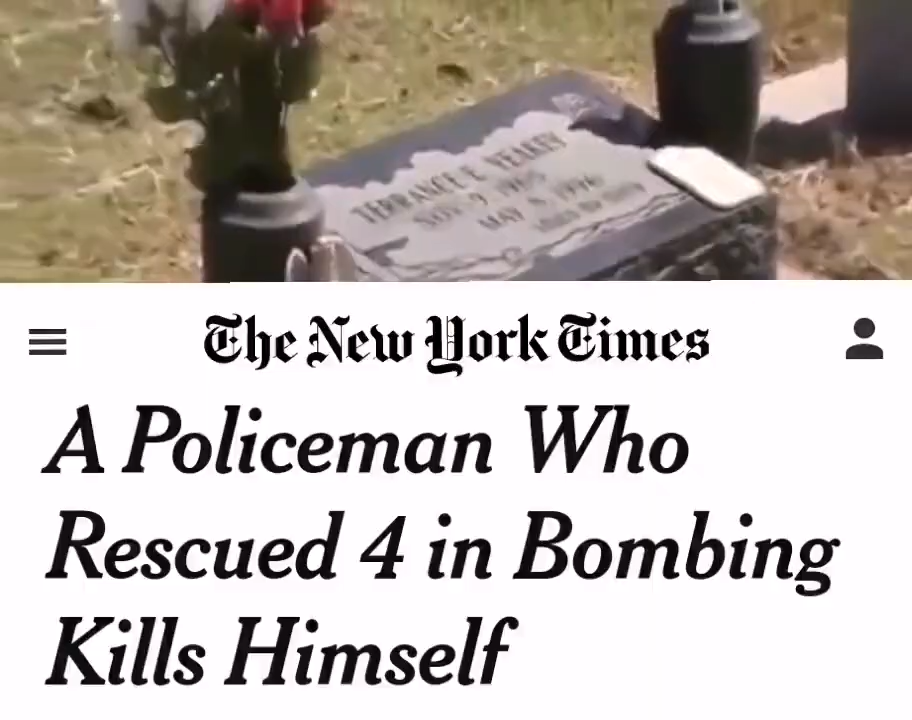 TERRANCE E. YEAKEY
NOV. 9, 1965
MAY 8, 1996
The New York Times
A Policeman Who
Rescued 4 in Bombing
Kills Himself